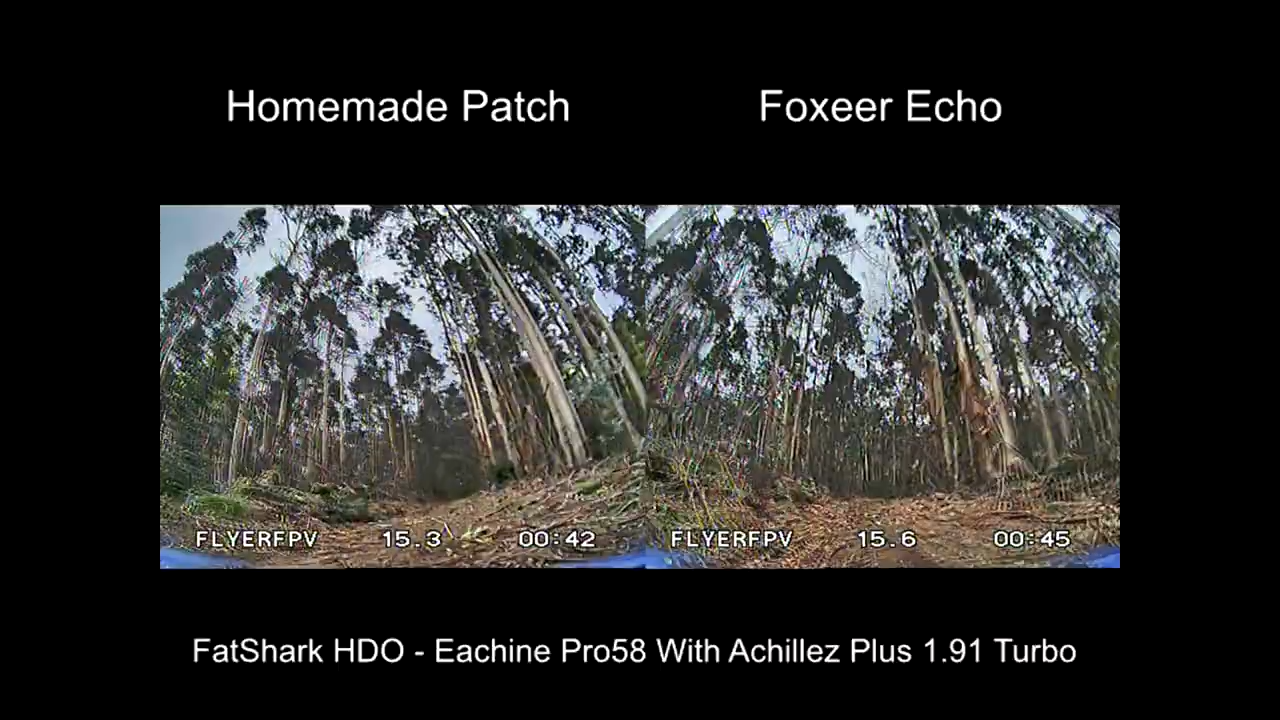 Homemade Patch Foxeer Echo
FLYERFPV 15.3 00:42 FLYERFPV 15.6 00:45
FatShark HDO - Eachine Pro58 With Achillez Plus 1.91 Turbo